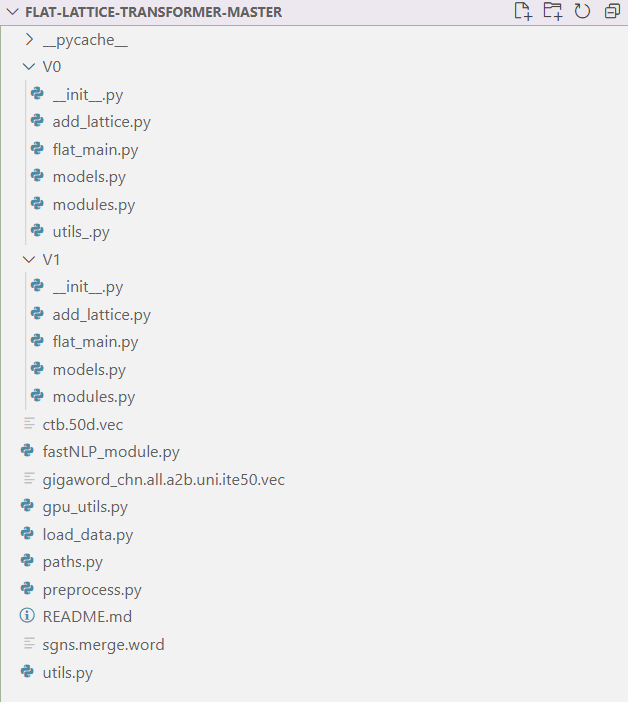 FLAT-LATTICE-TRANSFORMER-MASTER
__pycache__
V0
__init__.py
add_lattice.py
flat_main.py
models.py
modules.py
utils_.py
V1
__init__.py
add_lattice.py
flat_main.py
models.py
modules.py
ctb.50d.vec
fastNLP_module.py
gigaword_chn.all.a2b.uni.ite50.vec
gpu_utils.py
load_data.py
paths.py
preprocess.py
README.md
sgns.merge.word
utils.py